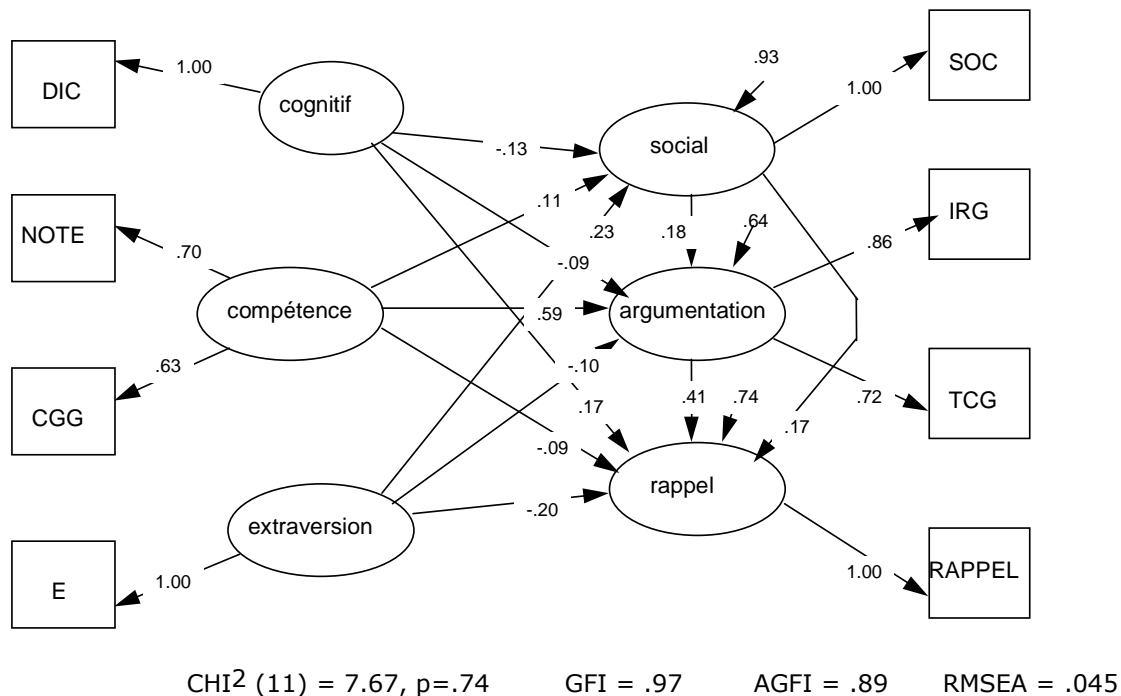 DIC
1.00
cognitif
.93
SOC
1.00
social
-.13
NOTE
.70
.11
.23
.18
.64
IRG
.86
-.09
compétence
.59
argumentation
.63
-.10
CGG
.17
.41
.74
.17
.72
TCG
-.09
rappel
extraversion
-.20
E
1.00
1.00
RAPPEL
CHI2 (11) = 7.67, p=.74 GFI = .97 AGFI = .89 RMSEA = .045